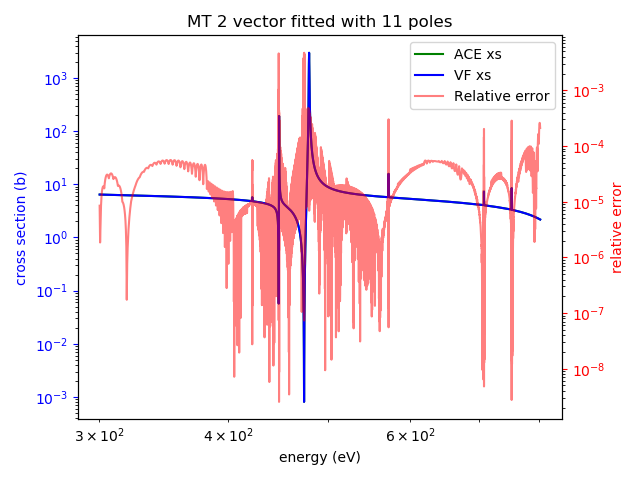 MT 2 vector fitted with 11 poles
ACE xs
VF xs
Relative error
cross section (b)
10³
10²
10¹
10⁰
10⁻¹
10⁻²
10⁻³
relative error
10⁻³
10⁻⁴
10⁻⁵
10⁻⁶
10⁻⁷
10⁻⁸
3 × 10²
4 × 10²
6 × 10²
energy (eV)